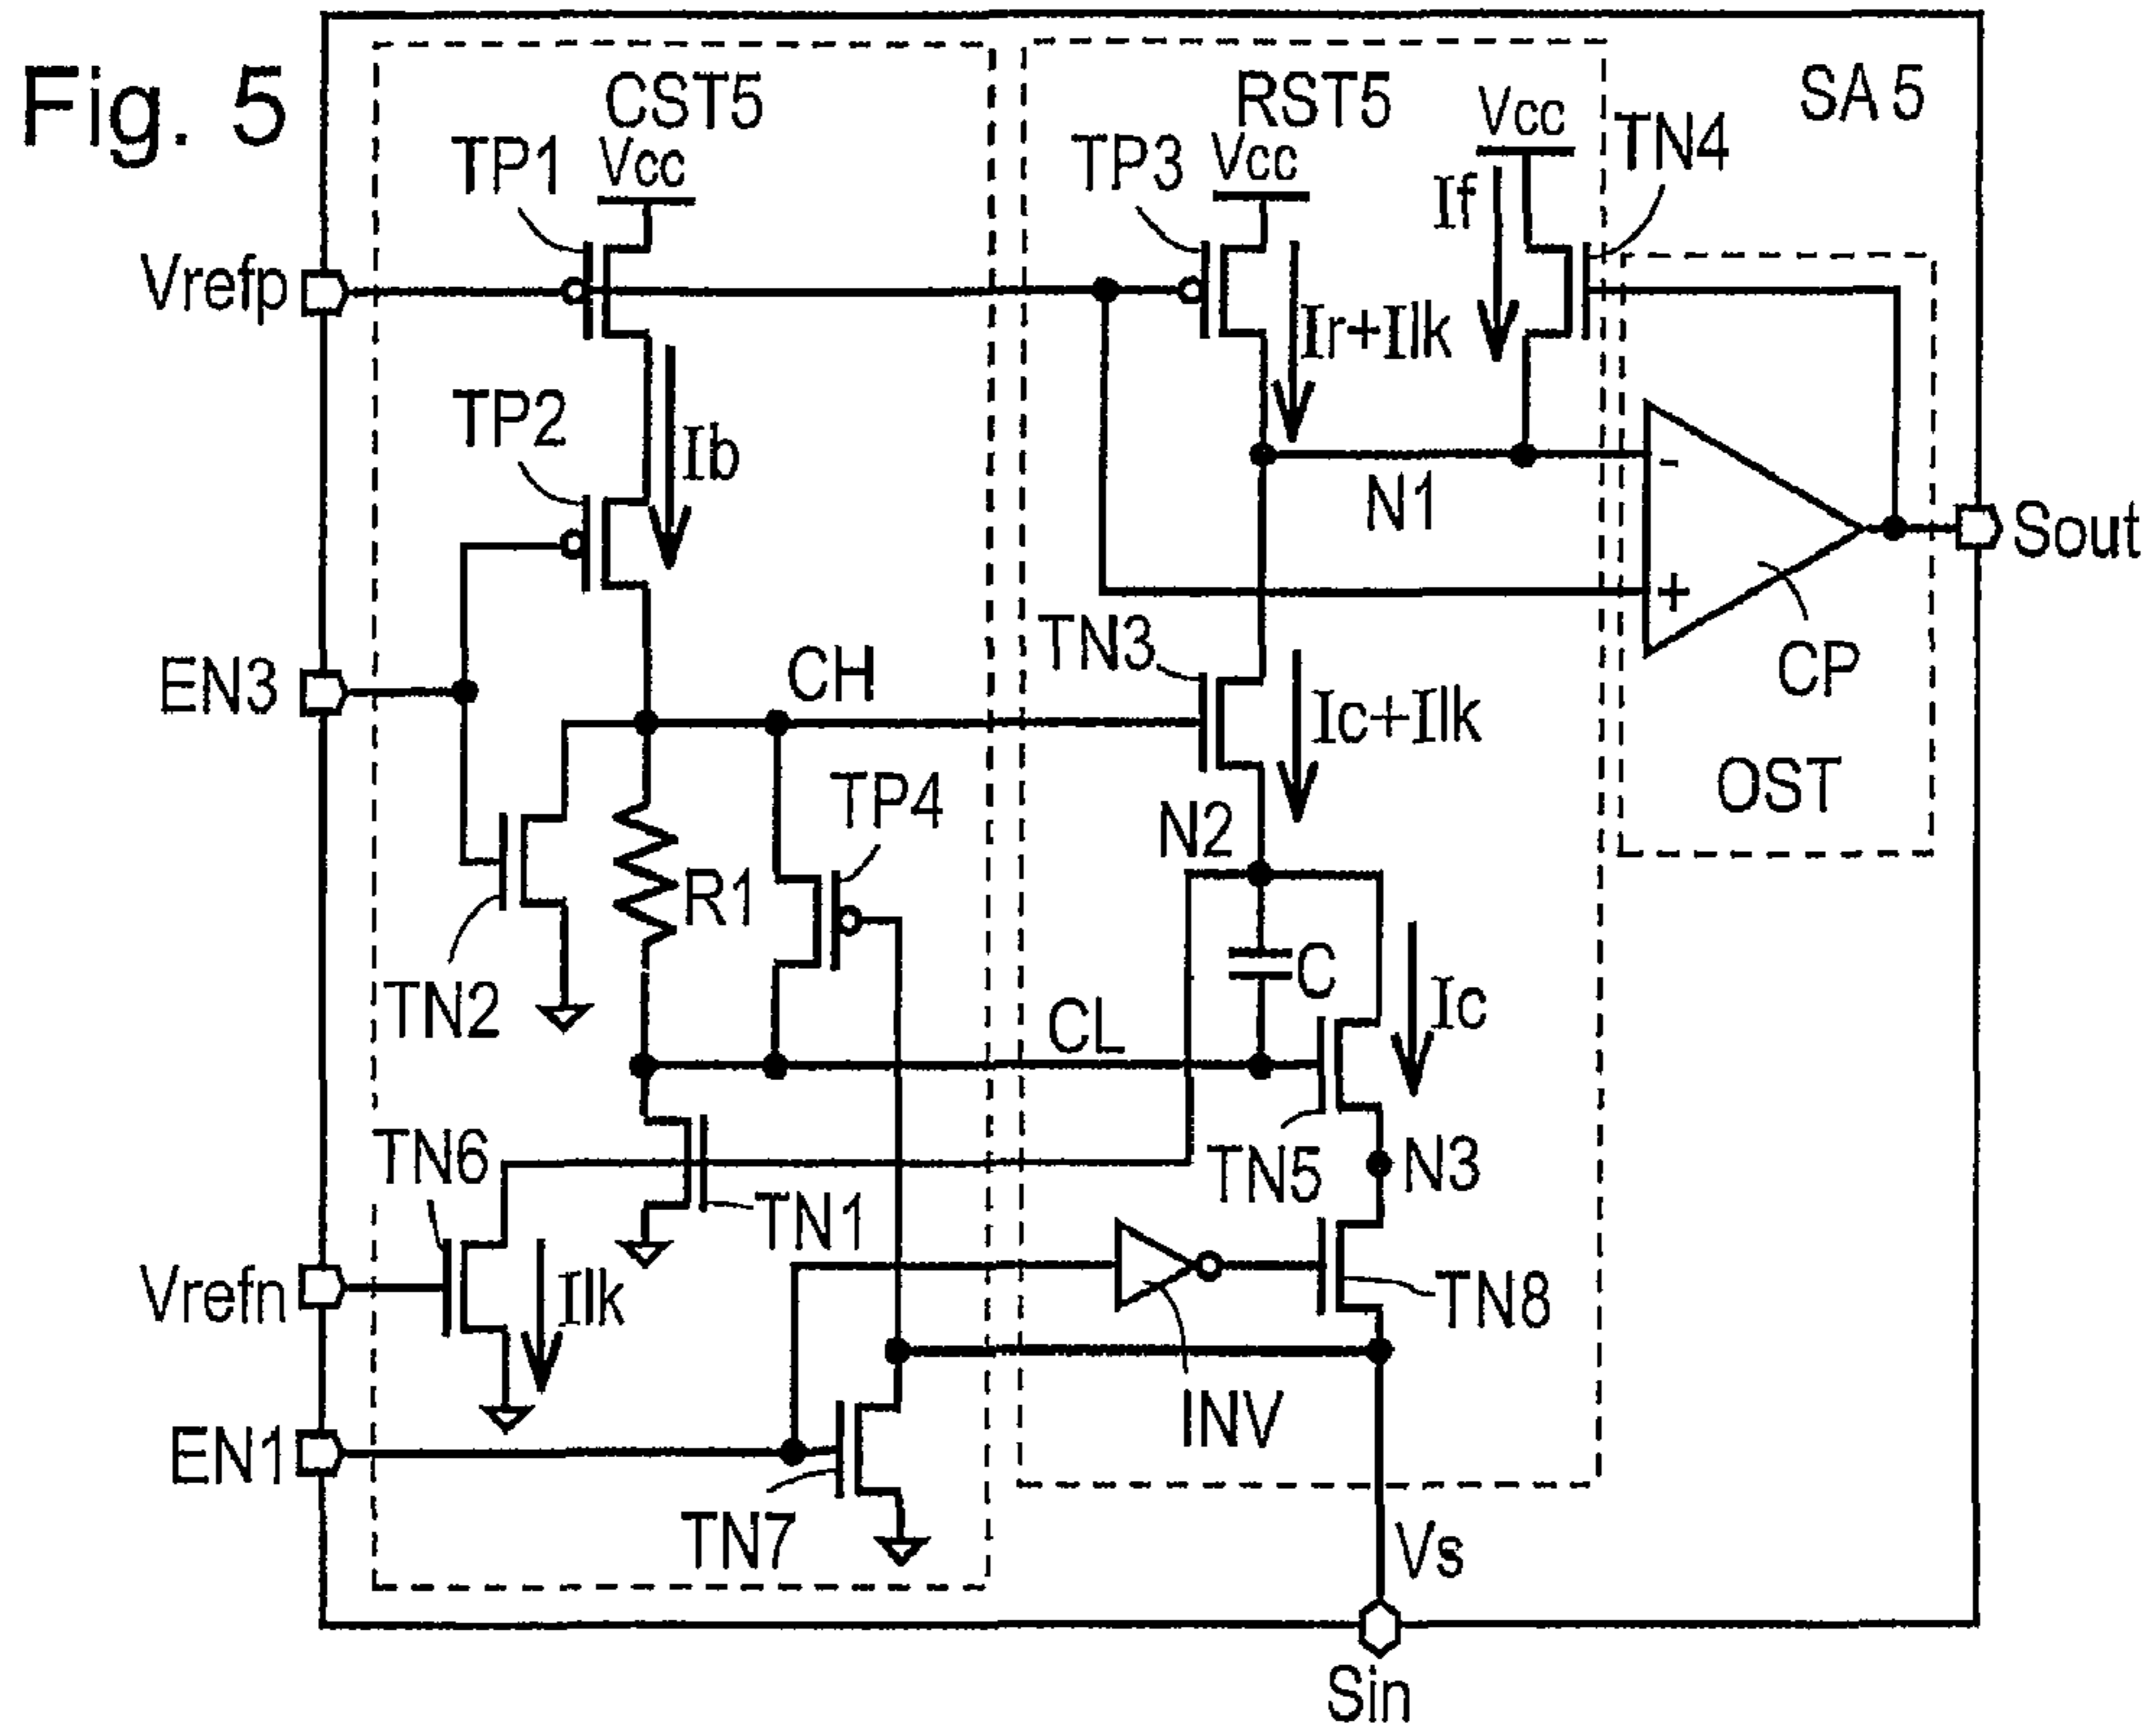 Fig. 5
CST5
RST5
SA5
TP1
Vcc
TP3
Vcc
Vcc
TN4
If
Vrefp
Ir+Ilk
TP2
Ib
N1
-
+
Sout
CP
EN3
CH
TN3
Ic+Ilk
OST
TP4
N2
R1
C
Ic
TN2
CL
TN6
TN1
TN5
N3
Vrefn
Ilk
TN8
INV
EN1
TN7
Vs
Sin